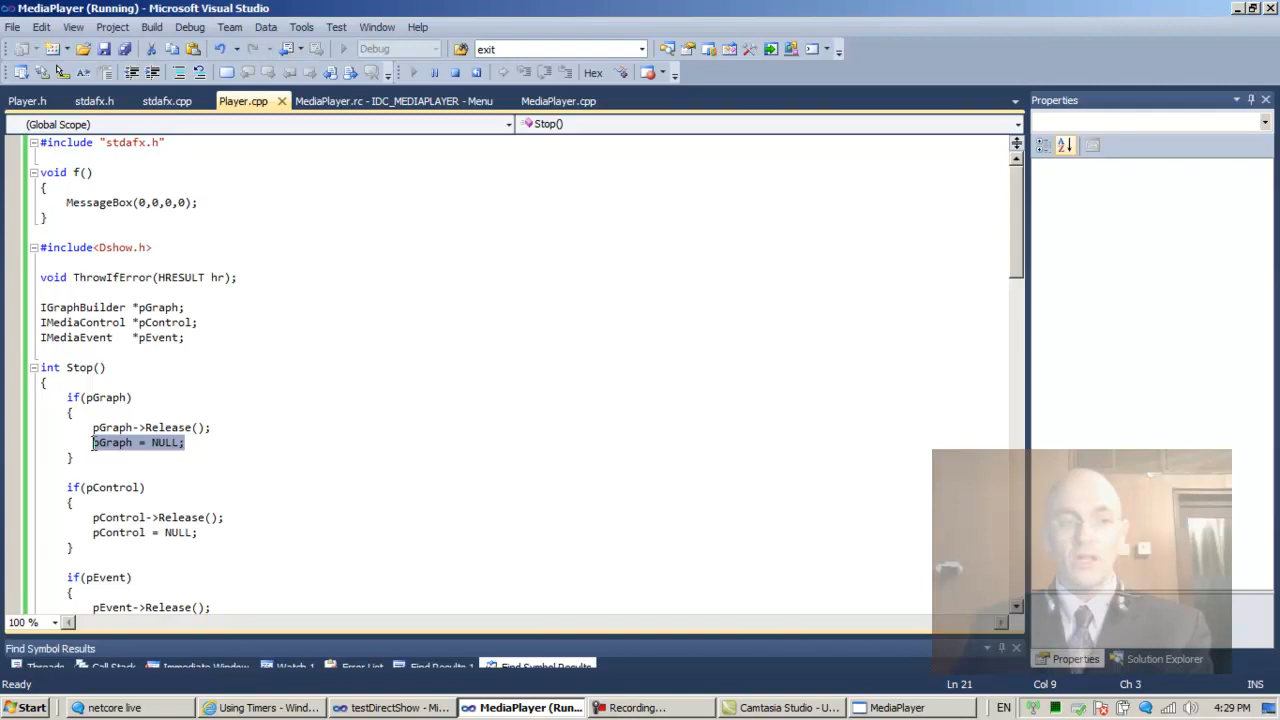 MediaPlayer (Running) - Microsoft Visual Studio
File Edit View Project Build Debug Team Data Tools Test Window Help
Debug exit
Hex
Player.h stdafx.h stdafx.cpp Player.cpp MediaPlayer.rc - IDC_MEDIAPLAYER - Menu MediaPlayer.cpp
Properties
(Global Scope) Stop()
#include "stdafx.h"
void f()
{
MessageBox(0,0,0,0);
}
#include<Dshow.h>
void ThrowIfError(HRESULT hr);
IGraphBuilder *pGraph;
IMediaControl *pControl;
IMediaEvent *pEvent;
int Stop()
{
if(pGraph)
{
pGraph->Release();
pGraph = NULL;
}
if(pControl)
{
pControl->Release();
pControl = NULL;
}
if(pEvent)
{
pEvent->Release();
100 %
Find Symbol Results
Threads Call Stack Immediate Window Watch 1 Error List Find Results 1 Find Symbol Results
Properties Solution Explorer
Ready Ln 21 Col 9 Ch 3 INS
Start netcore live Using Timers - Wind... testDirectShow - Mic... MediaPlayer (Run... Recording... Camtasia Studio - U... MediaPlayer EN 4:29 PM